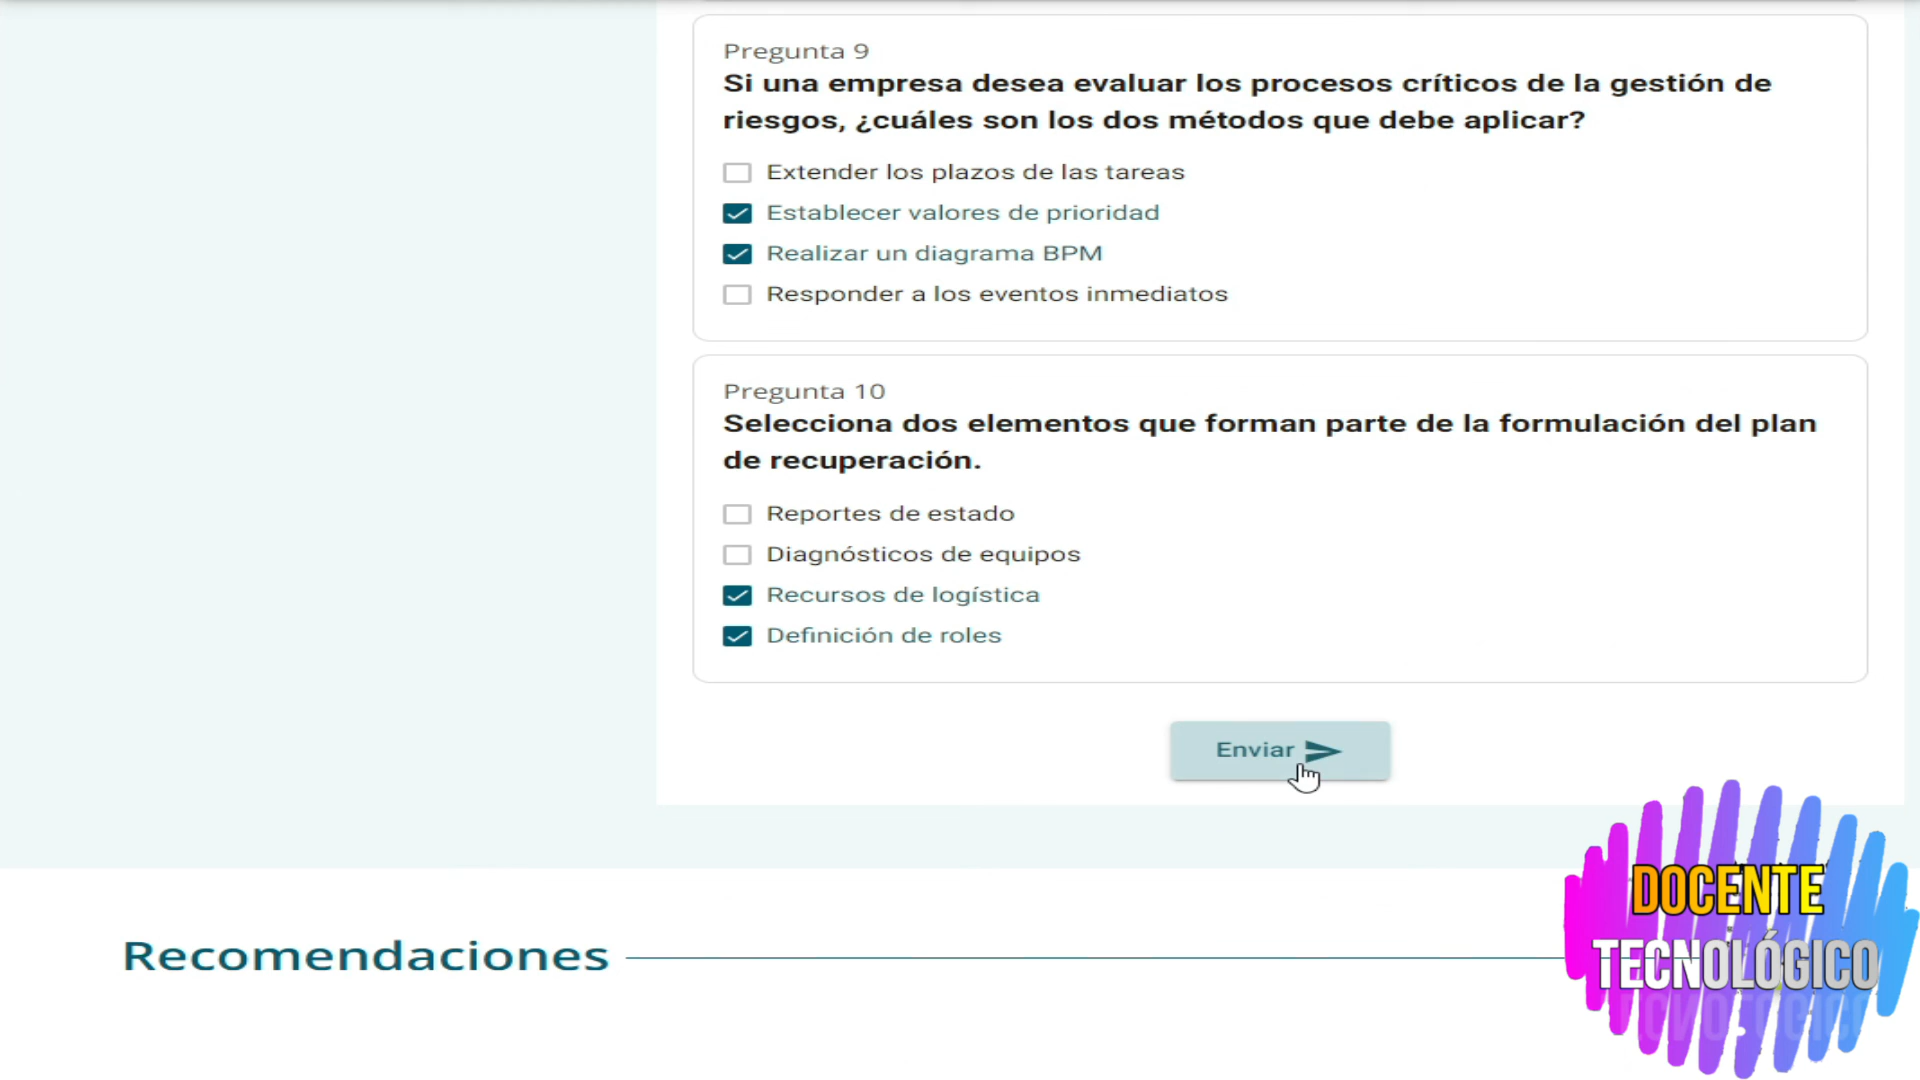 Pregunta 9
Si una empresa desea evaluar los procesos críticos de la gestión de
riesgos, ¿cuáles son los dos métodos que debe aplicar?
Extender los plazos de las tareas
Establecer valores de prioridad
Realizar un diagrama BPM
Responder a los eventos inmediatos
Pregunta 10
Selecciona dos elementos que forman parte de la formulación del plan
de recuperación.
Reportes de estado
Diagnósticos de equipos
Recursos de logística
Definición de roles
Enviar
Recomendaciones
DOCENTE
TECNOLÓGICO